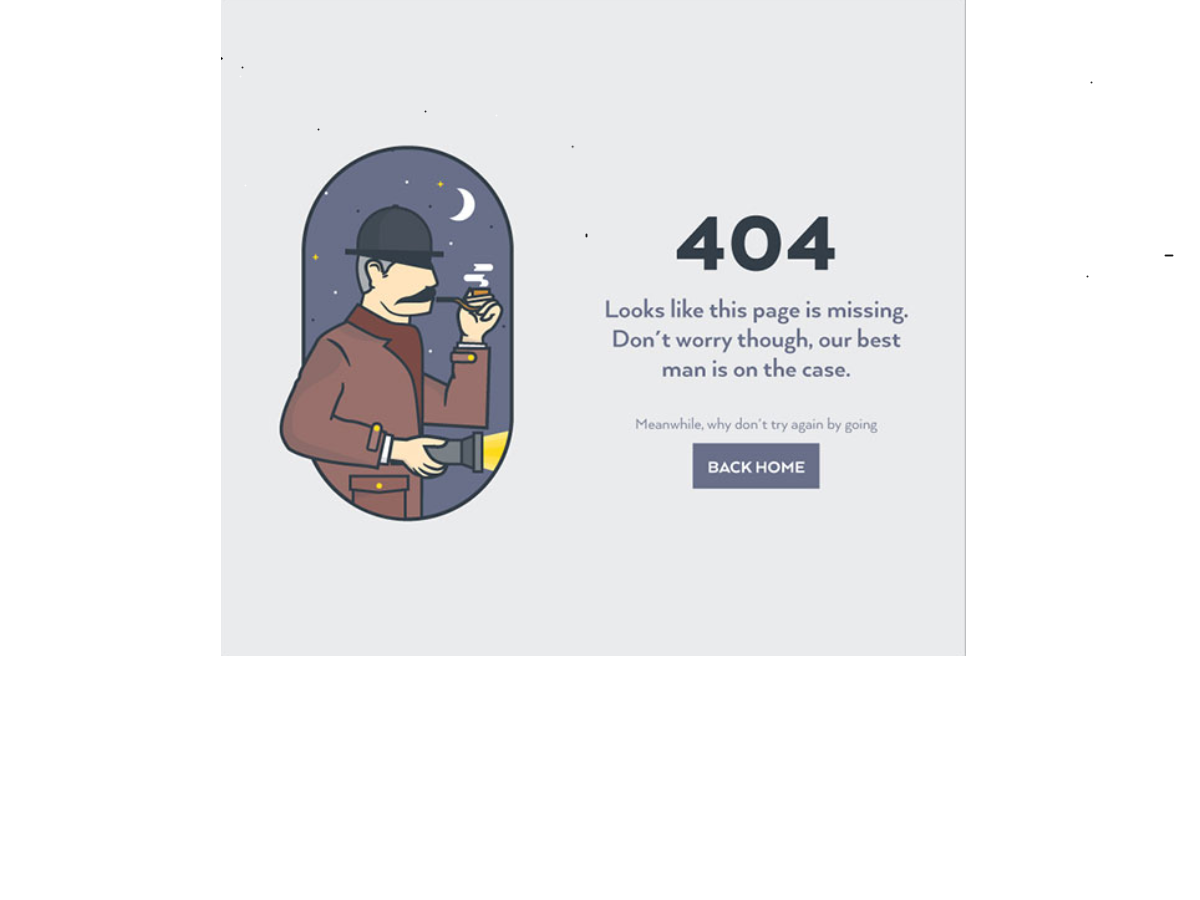 404
Looks like this page is missing.
Don't worry though, our best
man is on the case.
Meanwhile, why don't try again by going
BACK HOME